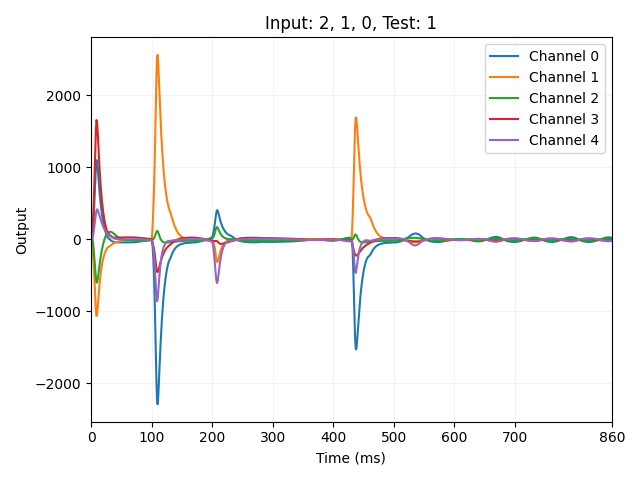 Input: 2, 1, 0, Test: 1
Output
2000
1000
0
−1000
−2000
Channel 0
Channel 1
Channel 2
Channel 3
Channel 4
0 100 200 300 400 500 600 700 860
Time (ms)